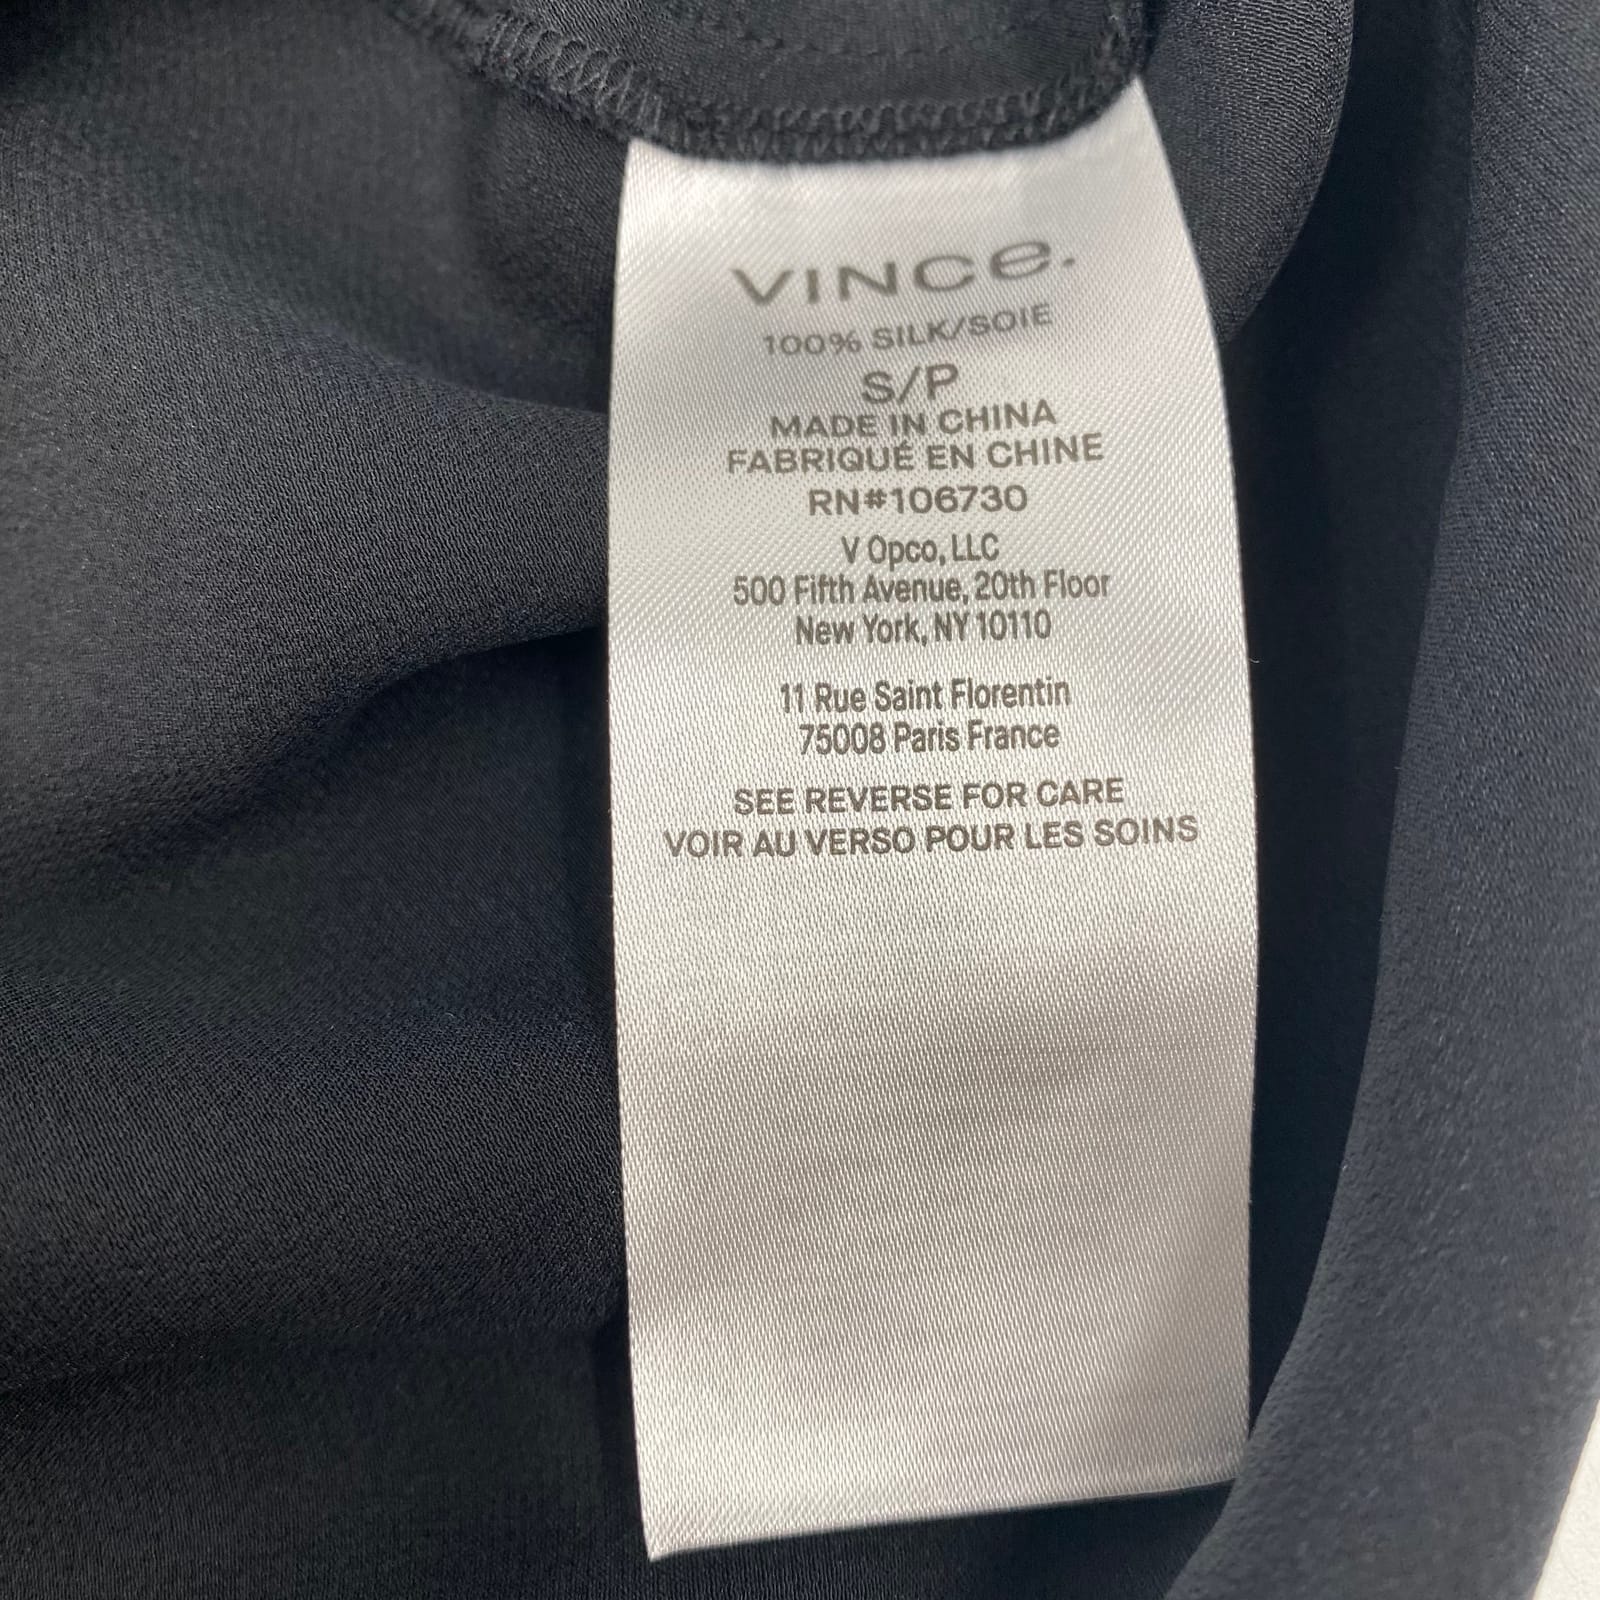 VINCe.
100% SILK/SOIE
S/P
MADE IN CHINA
FABRIQUÉ EN CHINE
RN#106730
V Opco, LLC
500 Fifth Avenue, 20th Floor
New York, NY 10110
11 Rue Saint Florentin
75008 Paris France
SEE REVERSE FOR CARE
VOIR AU VERSO POUR LES SOINS